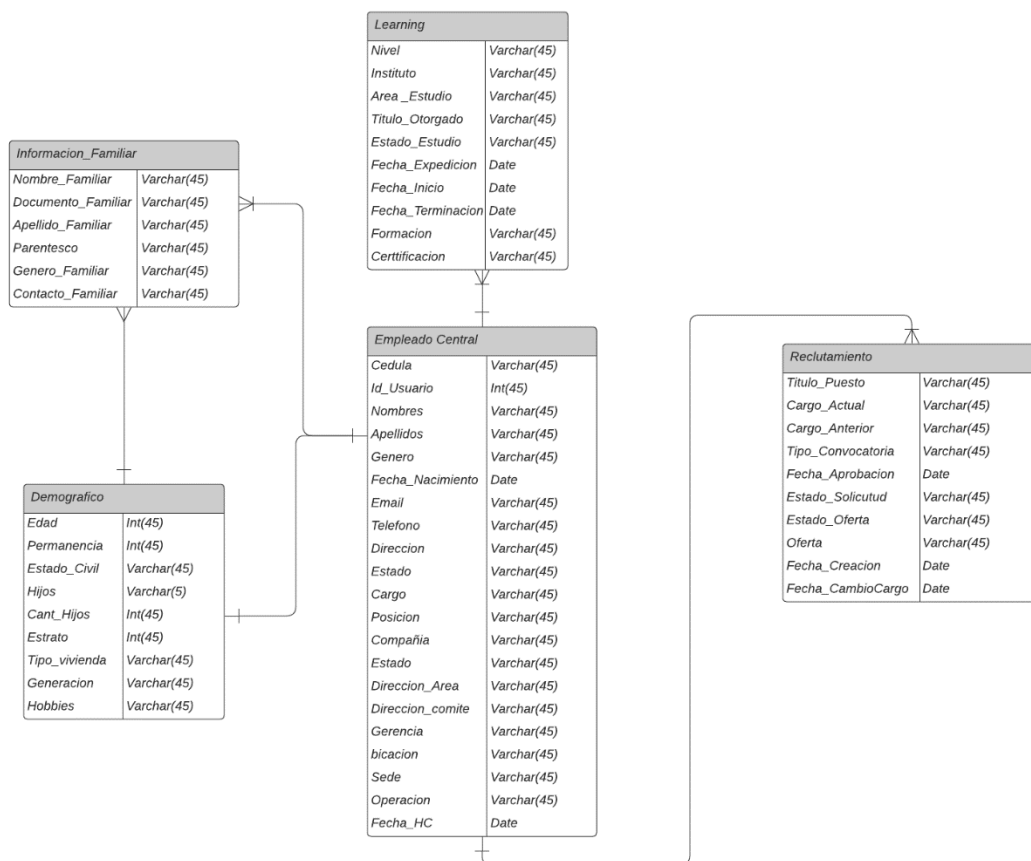 Learning
Nivel Varchar(45)
Instituto Varchar(45)
Area _Estudio Varchar(45)
Titulo_Otorgado Varchar(45)
Estado_Estudio Varchar(45)
Fecha_Expedicion Date
Fecha_Inicio Date
Fecha_Terminacion Date
Formacion Varchar(45)
Certtificacion Varchar(45)
Informacion_Familiar
Nombre_Familiar Varchar(45)
Documento_Familiar Varchar(45)
Apellido_Familiar Varchar(45)
Parentesco Varchar(45)
Genero_Familiar Varchar(45)
Contacto_Familiar Varchar(45)
Empleado Central
Cedula Varchar(45)
Id_Usuario Int(45)
Nombres Varchar(45)
Apellidos Varchar(45)
Genero Varchar(45)
Fecha_Nacimiento Date
Email Varchar(45)
Telefono Varchar(45)
Direccion Varchar(45)
Estado Varchar(45)
Cargo Varchar(45)
Posicion Varchar(45)
Compañia Varchar(45)
Estado Varchar(45)
Direccion_Area Varchar(45)
Direccion_comite Varchar(45)
Gerencia Varchar(45)
bicacion Varchar(45)
Sede Varchar(45)
Operacion Varchar(45)
Fecha_HC Date
Reclutamiento
Titulo_Puesto Varchar(45)
Cargo_Actual Varchar(45)
Cargo_Anterior Varchar(45)
Tipo_Convocatoria Varchar(45)
Fecha_Aprobacion Date
Estado_Solicutud Varchar(45)
Estado_Oferta Varchar(45)
Oferta Varchar(45)
Fecha_Creacion Date
Fecha_CambioCargo Date
Demografico
Edad Int(45)
Permanencia Int(45)
Estado_Civil Varchar(45)
Hijos Varchar(5)
Cant_Hijos Int(45)
Estrato Int(45)
Tipo_vivienda Varchar(45)
Generacion Varchar(45)
Hobbies Varchar(45)